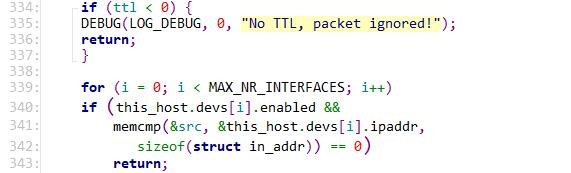 334: if (ttl < 0) {
335: DEBUG(LOG_DEBUG, 0, "No TTL, packet ignored!");
336: return;
337: }
338:
339: for (i = 0; i < MAX_NR_INTERFACES; i++)
340: if (this_host.devs[i].enabled &&
341: memcmp(&src, &this_host.devs[i].ipaddr,
342: sizeof(struct in_addr)) == 0)
343: return;